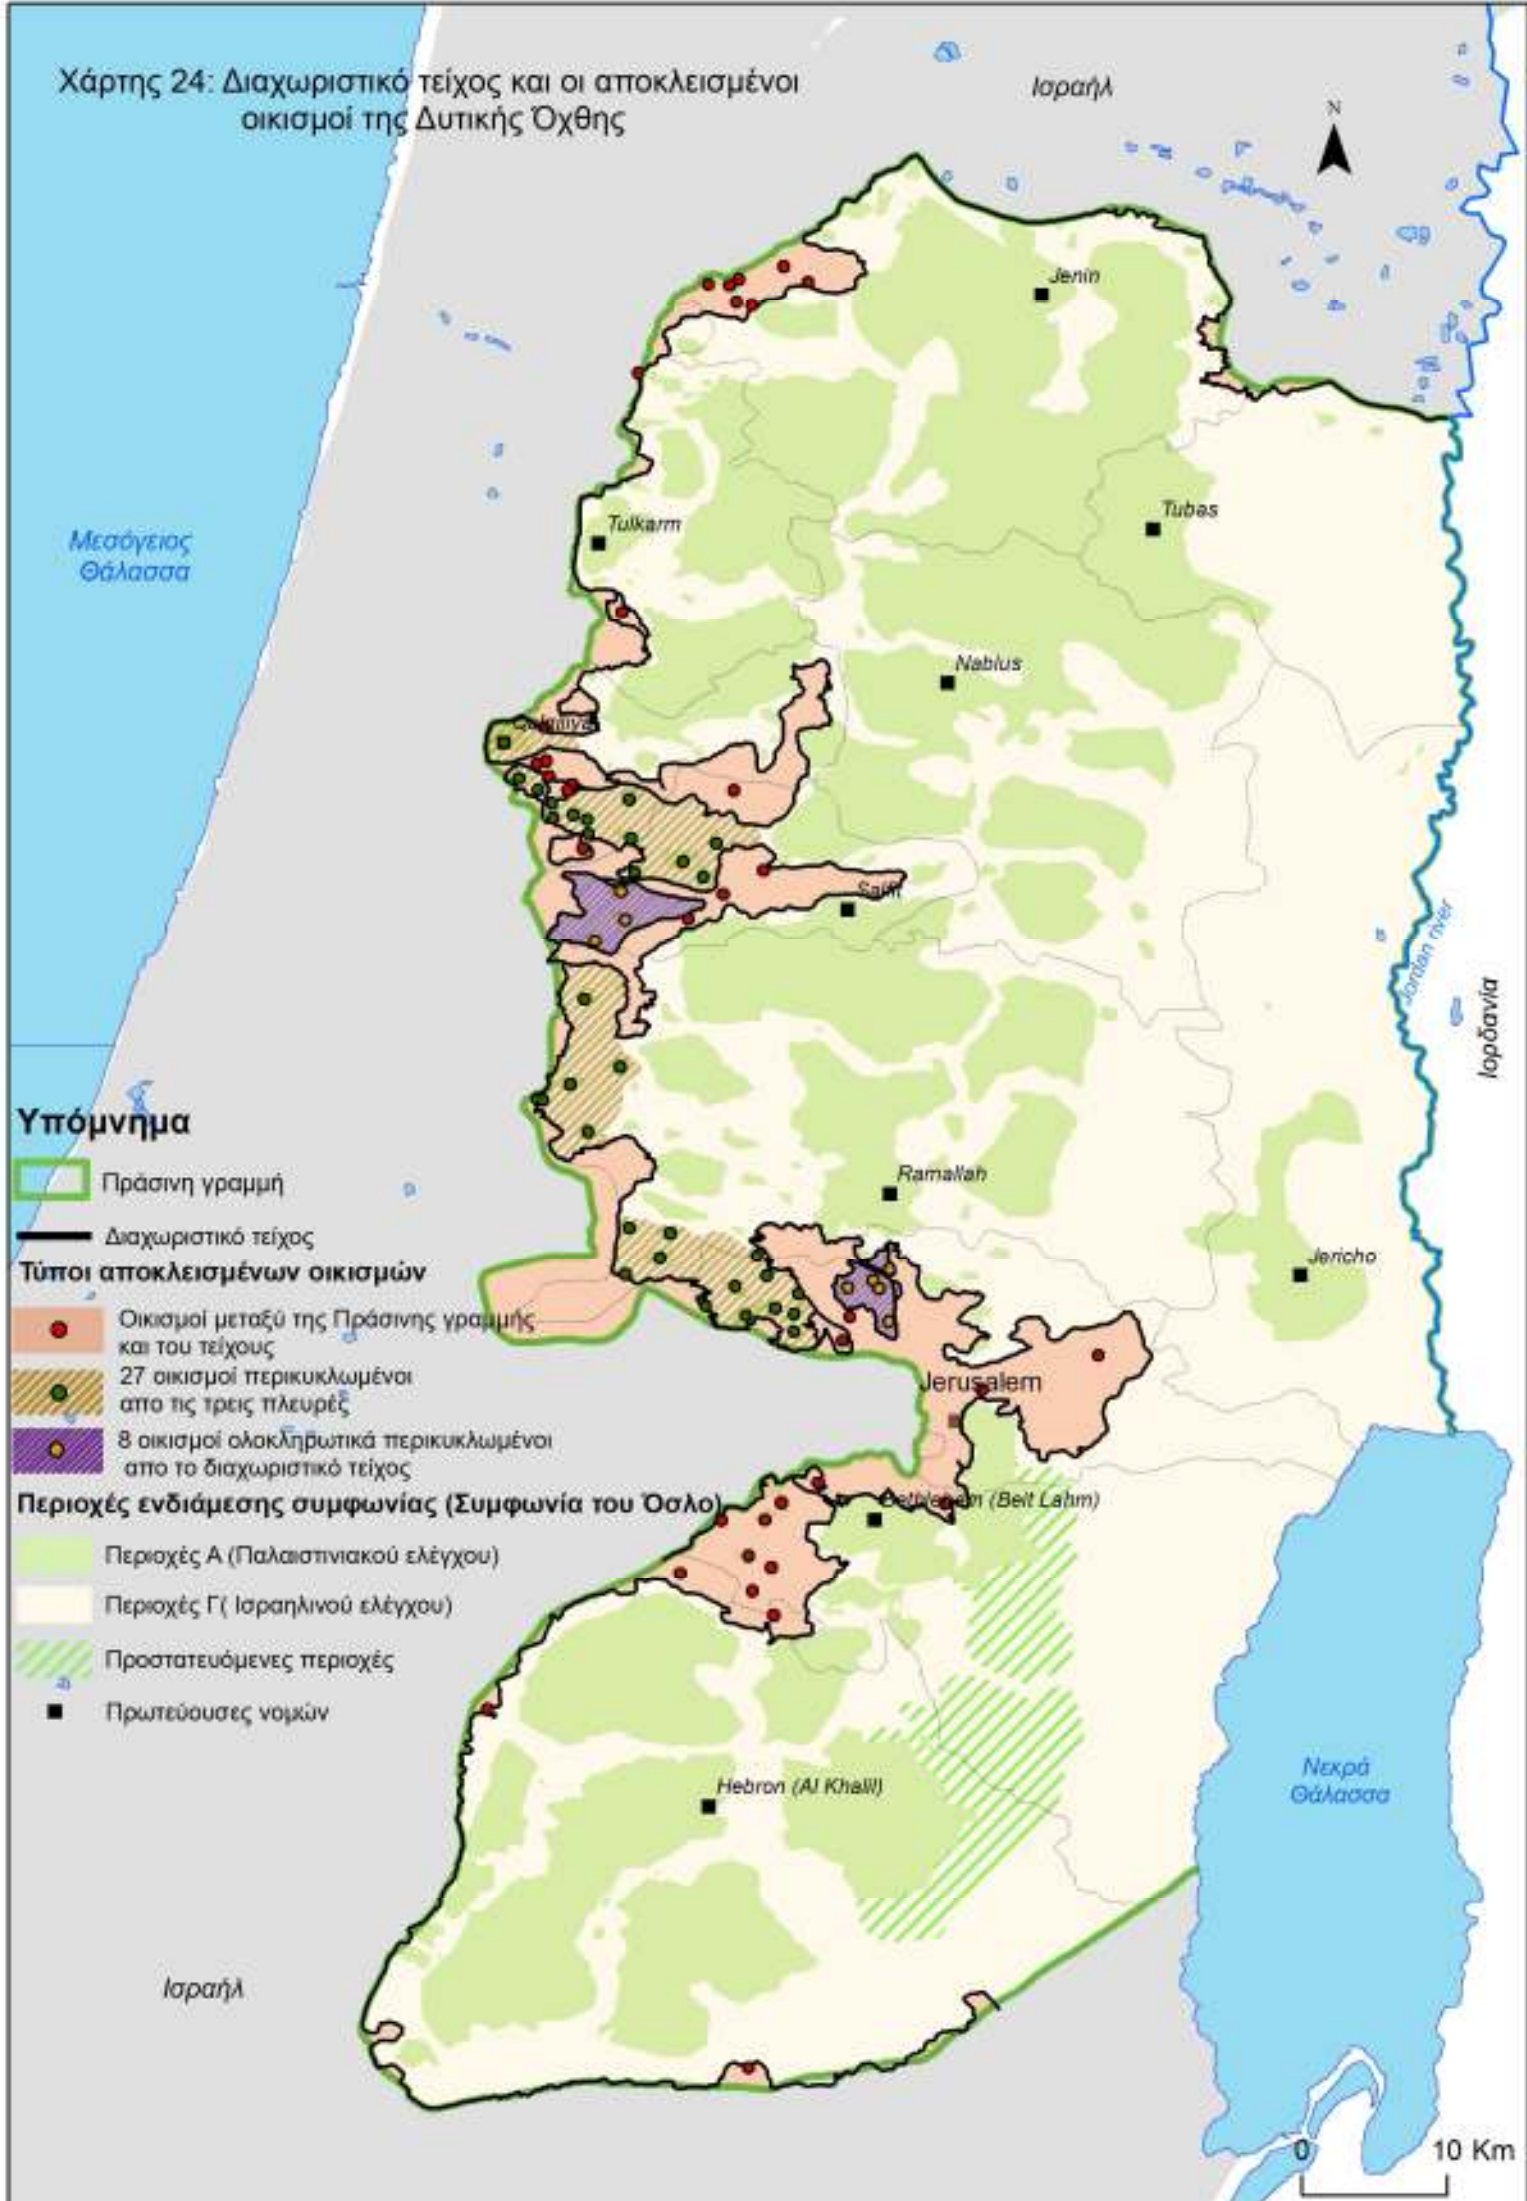 Χάρτης 24: Διαχωριστικό τείχος και οι αποκλεισμένοι
οικισμοί της Δυτικής Όχθης
Ισραήλ
N
Jenin
Μεσόγειος
Θάλασσα
Tulkarm
Tubas
Nablus
Qalqiliya
Salfit
Jordan river
Ιορδανία
Ramallah
Jericho
Jerusalem
Bethlehem (Beit Lahm)
Hebron (Al Khalil)
Νεκρά
Θάλασσα
Ισραήλ
Υπόμνημα
Πράσινη γραμμή
Διαχωριστικό τείχος
Τύποι αποκλεισμένων οικισμών
Οικισμοί μεταξύ της Πράσινης γραμμής
και του τείχους
27 οικισμοί περικυκλωμένοι
απο τις τρεις πλευρές
8 οικισμοί ολοκληρωτικά περικυκλωμένοι
απο το διαχωριστικό τείχος
Περιοχές ενδιάμεσης συμφωνίας (Συμφωνία του Όσλο)
Περιοχές Α (Παλαιστινιακού ελέγχου)
Περιοχές Γ( Ισραηλινού ελέγχου)
Προστατευόμενες περιοχές
Πρωτεύουσες νομών
0 10 Km